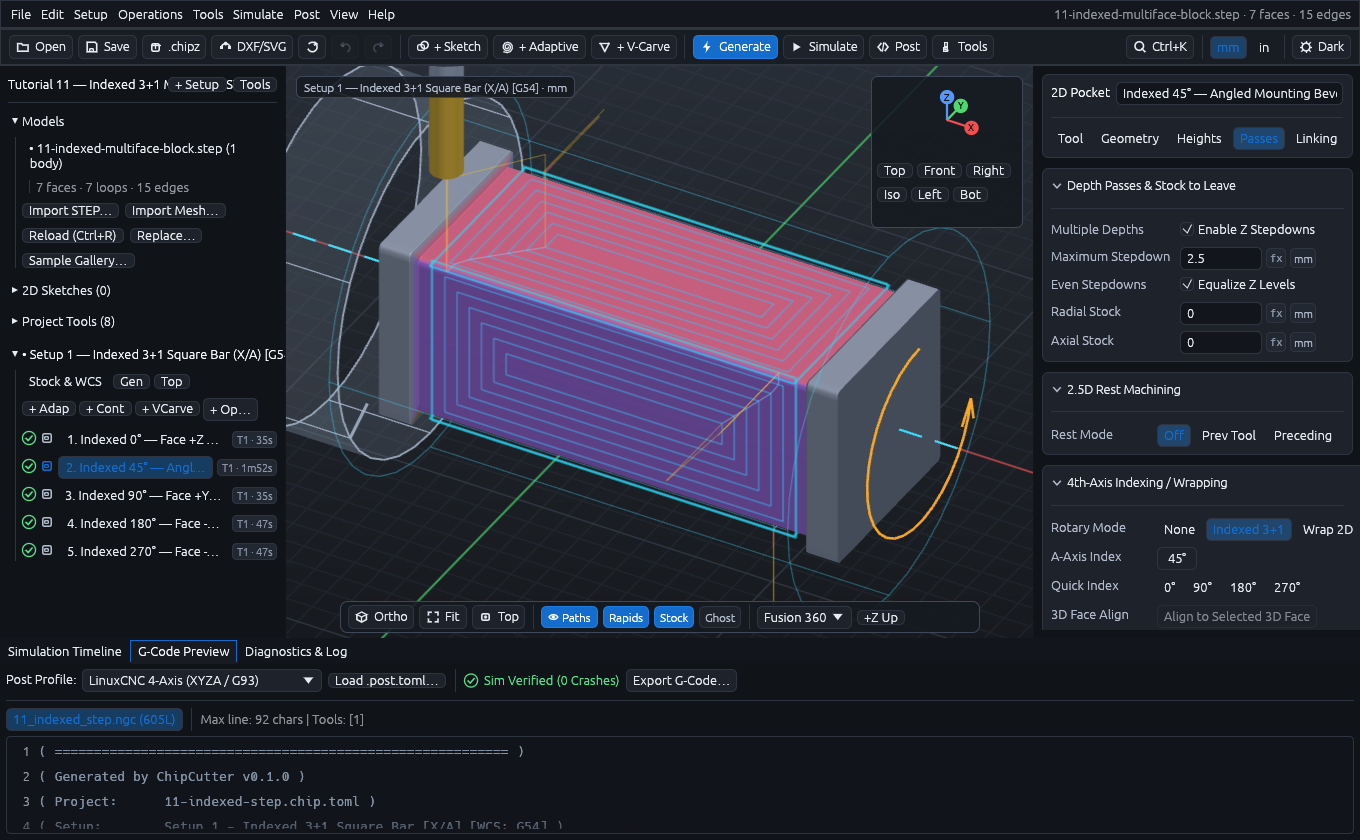 File Edit Setup Operations Tools Simulate Post View Help
11-indexed-multiface-block.step · 7 faces · 15 edges
Open Save .chipz DXF/SVG + Sketch + Adaptive + V-Carve Generate Simulate Post Tools Ctrl+K mm in Dark
Tutorial 11 — Indexed 3+1 + Setup Tools
▾ Models
• 11-indexed-multiface-block.step (1
body)
7 faces · 7 loops · 15 edges
Import STEP… Import Mesh…
Reload (Ctrl+R) Replace…
Sample Gallery…
▸ 2D Sketches (0)
▸ Project Tools (8)
▾ • Setup 1 — Indexed 3+1 Square Bar (X/A) [G5
Stock & WCS Gen Top
+ Adap + Cont + VCarve + Op…
1. Indexed 0° — Face +Z … T1 · 35s
2. Indexed 45° — Angl… T1 · 1m52s
3. Indexed 90° — Face +Y… T1 · 35s
4. Indexed 180° — Face -… T1 · 47s
5. Indexed 270° — Face -… T1 · 47s
Setup 1 — Indexed 3+1 Square Bar (X/A) [G54] · mm
Z
Y
X
Top Front Right
Iso Left Bot
Ortho Fit Top Paths Rapids Stock Ghost Fusion 360 ▼ +Z Up
2D Pocket Indexed 45° — Angled Mounting Beve
Tool Geometry Heights Passes Linking
Depth Passes & Stock to Leave
Multiple Depths Enable Z Stepdowns
Maximum Stepdown 2.5 fx mm
Even Stepdowns Equalize Z Levels
Radial Stock 0 fx mm
Axial Stock 0 fx mm
2.5D Rest Machining
Rest Mode Off Prev Tool Preceding
4th-Axis Indexing / Wrapping
Rotary Mode None Indexed 3+1 Wrap 2D
A-Axis Index 45°
Quick Index 0° 90° 180° 270°
3D Face Align Align to Selected 3D Face
Simulation Timeline G-Code Preview Diagnostics & Log
Post Profile: LinuxCNC 4-Axis (XYZA / G93) ▼ Load .post.toml… Sim Verified (0 Crashes) Export G-Code…
11_indexed_step.ngc (605L) Max line: 92 chars | Tools: [1]
1 ( ========================================================== )
2 ( Generated by ChipCutter v0.1.0 )
3 ( Project: 11-indexed-step.chip.toml )
4 ( Setup: Setup 1 - Indexed 3+1 Square Bar [X/A] [WCS: G54] )